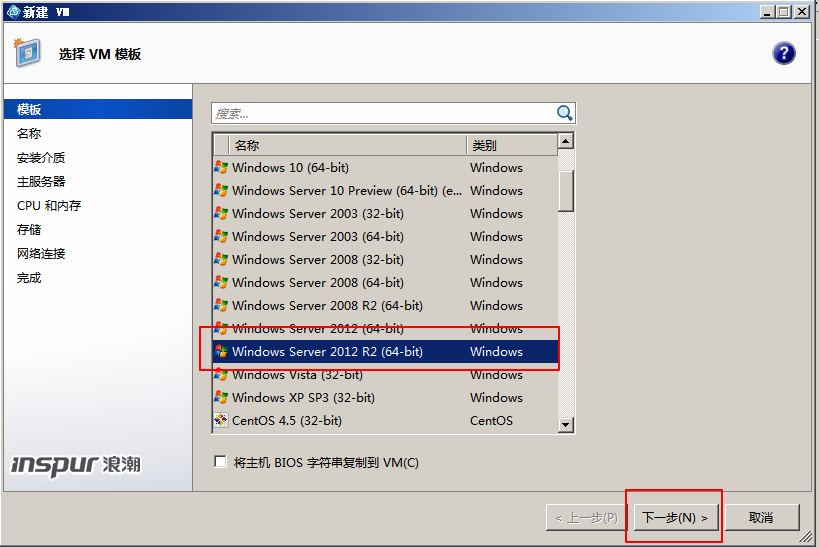 新建 VM
选择 VM 模板
?
模板
名称
安装介质
主服务器
CPU 和内存
存储
网络连接
完成
inspur 浪潮
搜索...
名称 类别
Windows 10 (64-bit) Windows
Windows Server 10 Preview (64-bit) (e... Windows
Windows Server 2003 (32-bit) Windows
Windows Server 2003 (64-bit) Windows
Windows Server 2008 (32-bit) Windows
Windows Server 2008 (64-bit) Windows
Windows Server 2008 R2 (64-bit) Windows
Windows Server 2012 (64-bit) Windows
Windows Server 2012 R2 (64-bit) Windows
Windows Vista (32-bit) Windows
Windows XP SP3 (32-bit) Windows
CentOS 4.5 (32-bit) CentOS
将主机 BIOS 字符串复制到 VM(C)
< 上一步(P) 下一步(N) > 取消